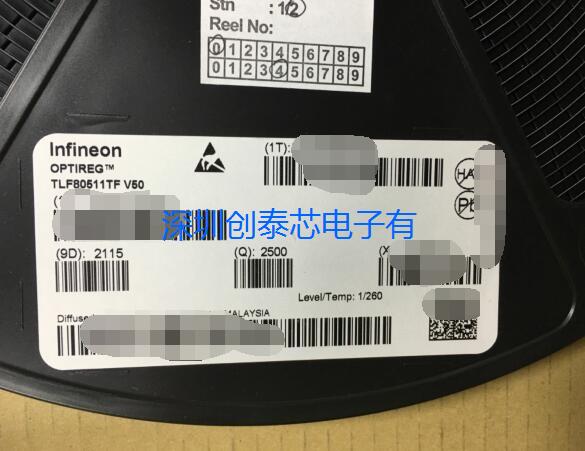 Stn : 12
Reel No:
0 1 2 3 4 5 6 7 8 9
0 1 2 3 4 5 6 7 8 9
Infineon
OPTIREG™
TLF80511TF V50
(1T):
深圳创泰芯电子有
(9D): 2115
(Q): 2500
(X
Level/Temp: 1/260
Diffuse
MALAYSIA